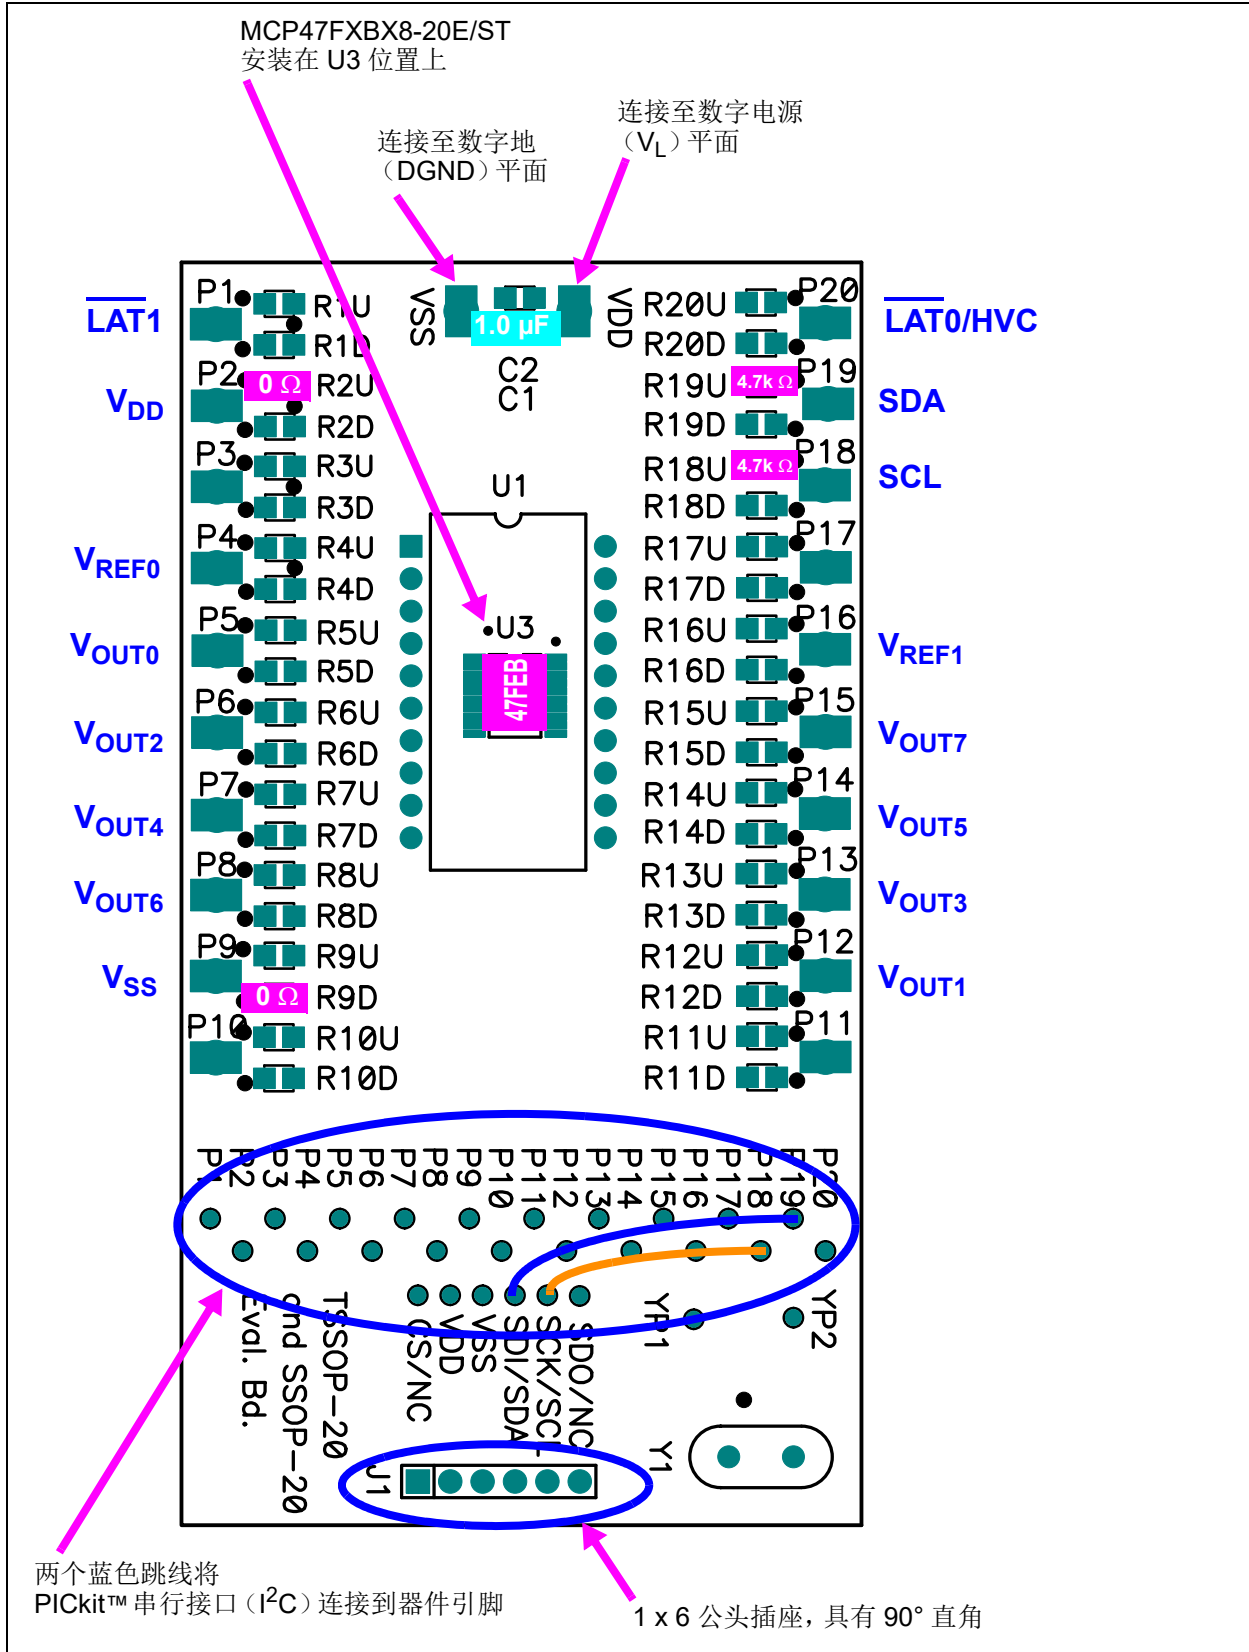 MCP47FXBX8-20E/ST
安装在 U3 位置上
连接至数字电源
（VL）平面
连接至数字地
（DGND）平面
P1
R1U
VSS
1.0 µF
VDD
R20U
P20
LAT1
LAT0/HVC
R1D
R20D
C2
C1
P2
0 Ω
R2U
R19U
4.7k Ω
P19
VDD
SDA
R2D
R19D
P3
R3U
R18U
4.7k Ω
P18
SCL
R3D
R18D
U1
P4
R4U
R17U
P17
VREF0
R4D
R17D
P5
R5U
U3
R16U
P16
VOUT0
VREF1
R5D
R16D
47FEB
P6
R6U
R15U
P15
VOUT2
VOUT7
R6D
R15D
P7
R7U
R14U
P14
VOUT4
VOUT5
R7D
R14D
P8
R8U
R13U
P13
VOUT6
VOUT3
R8D
R13D
P9
R9U
R12U
P12
VSS
VOUT1
0 Ω
R9D
R12D
P10
R10U
R11U
P11
R10D
R11D
P1
P2
P3
P4
P5
P6
P7
P8
P9
P10
P11
P12
P13
P14
P15
P16
P17
P18
P19
P20
TSSOP-20
and SSOP-20
Eval. Bd.
CS/NC
VDD
VSS
SDI/SDA
SCK/SCL
SDO/NC
YP1
YP2
J1
Y1
两个蓝色跳线将
PICkit™ 串行接口（I2C）连接到器件引脚
1 x 6 公头插座，具有 90° 直角